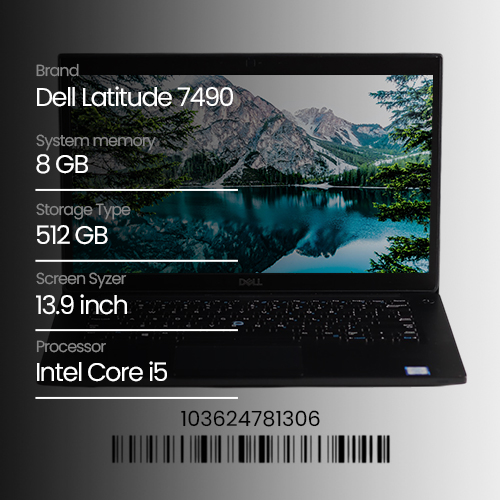 Brand
Dell Latitude 7490
System memory
8 GB
Storage Type
512 GB
Screen Syzer
13.9 inch
DELL
Processor
Intel Core i5
103624781306